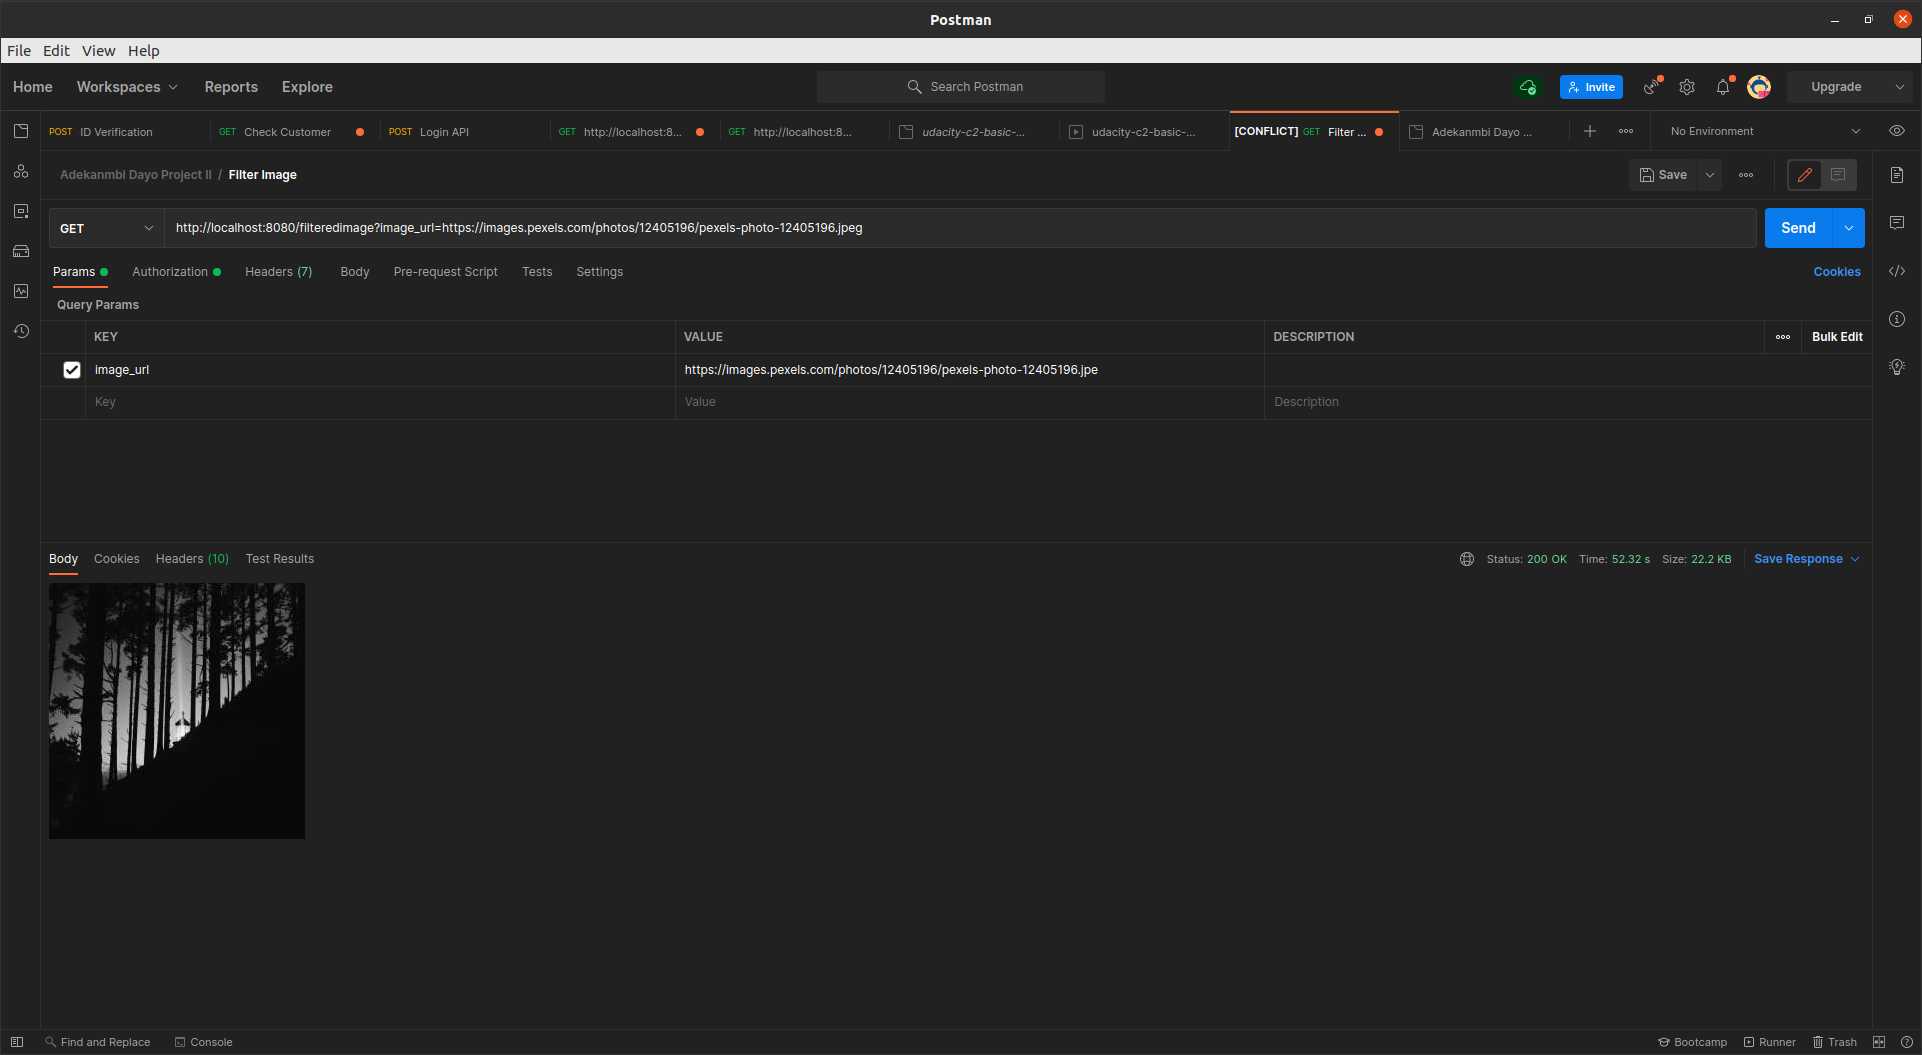 Postman
File Edit View Help
Home Workspaces Reports Explore Search Postman Invite Upgrade
POST ID Verification GET Check Customer POST Login API GET http://localhost:8... GET http://localhost:8... udacity-c2-basic-... udacity-c2-basic-... [CONFLICT] GET Filter ... Adekanmbi Dayo ... No Environment
Adekanmbi Dayo Project II / Filter Image Save
GET http://localhost:8080/filteredimage?image_url=https://images.pexels.com/photos/12405196/pexels-photo-12405196.jpeg Send
Params Authorization Headers (7) Body Pre-request Script Tests Settings Cookies
Query Params
KEY VALUE DESCRIPTION Bulk Edit
image_url https://images.pexels.com/photos/12405196/pexels-photo-12405196.jpe
Key Value Description
Body Cookies Headers (10) Test Results Status: 200 OK Time: 52.32 s Size: 22.2 KB Save Response
Find and Replace Console Bootcamp Runner Trash